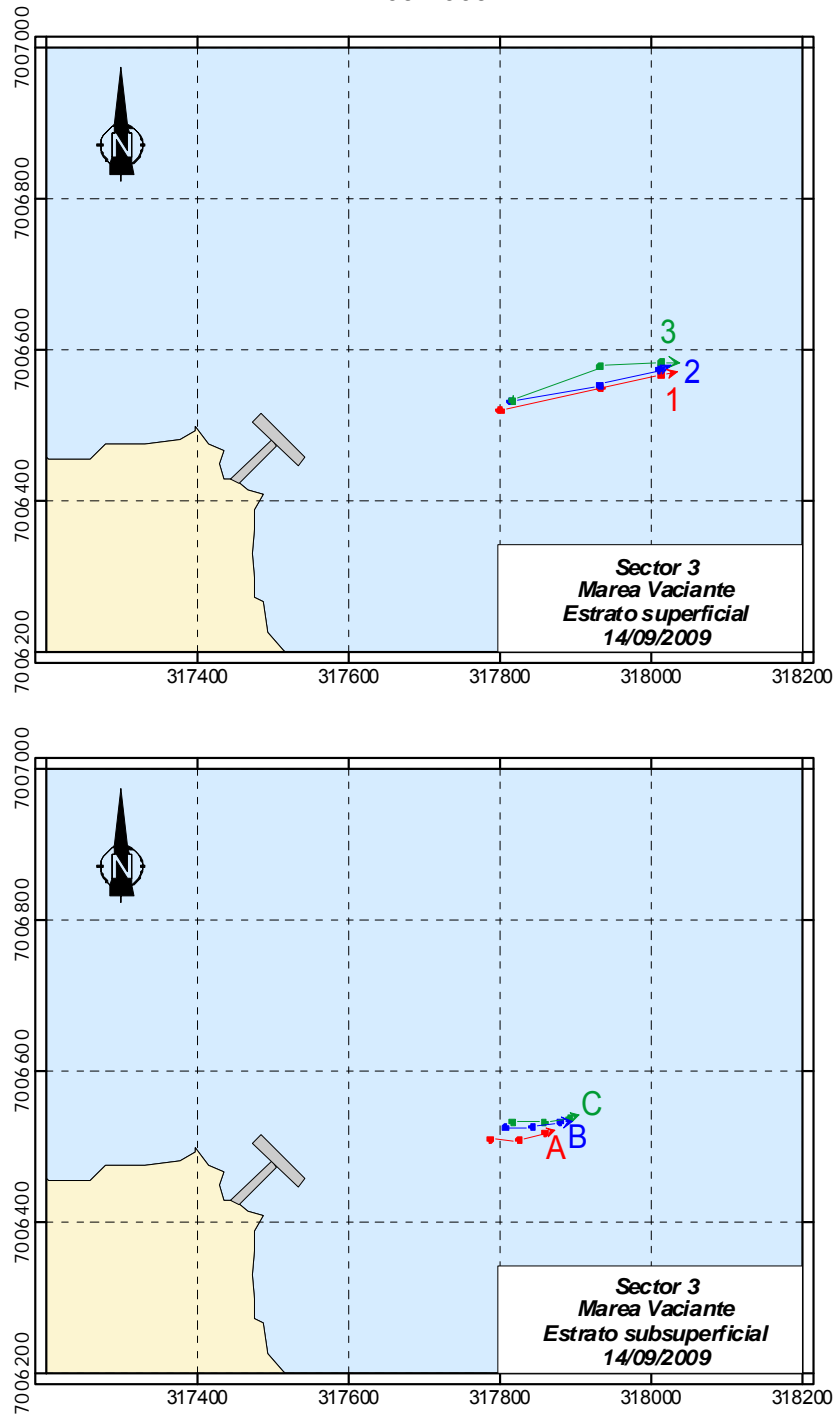 7007000
N
7006800
7006600
3
2
1
7006400
Sector 3
Marea Vaciante
Estrato superficial
14/09/2009
7006200
317400 317600 317800 318000 318200
7007000
N
7006800
7006600
C
B
A
7006400
Sector 3
Marea Vaciante
Estrato subsuperficial
14/09/2009
7006200
317400 317600 317800 318000 318200